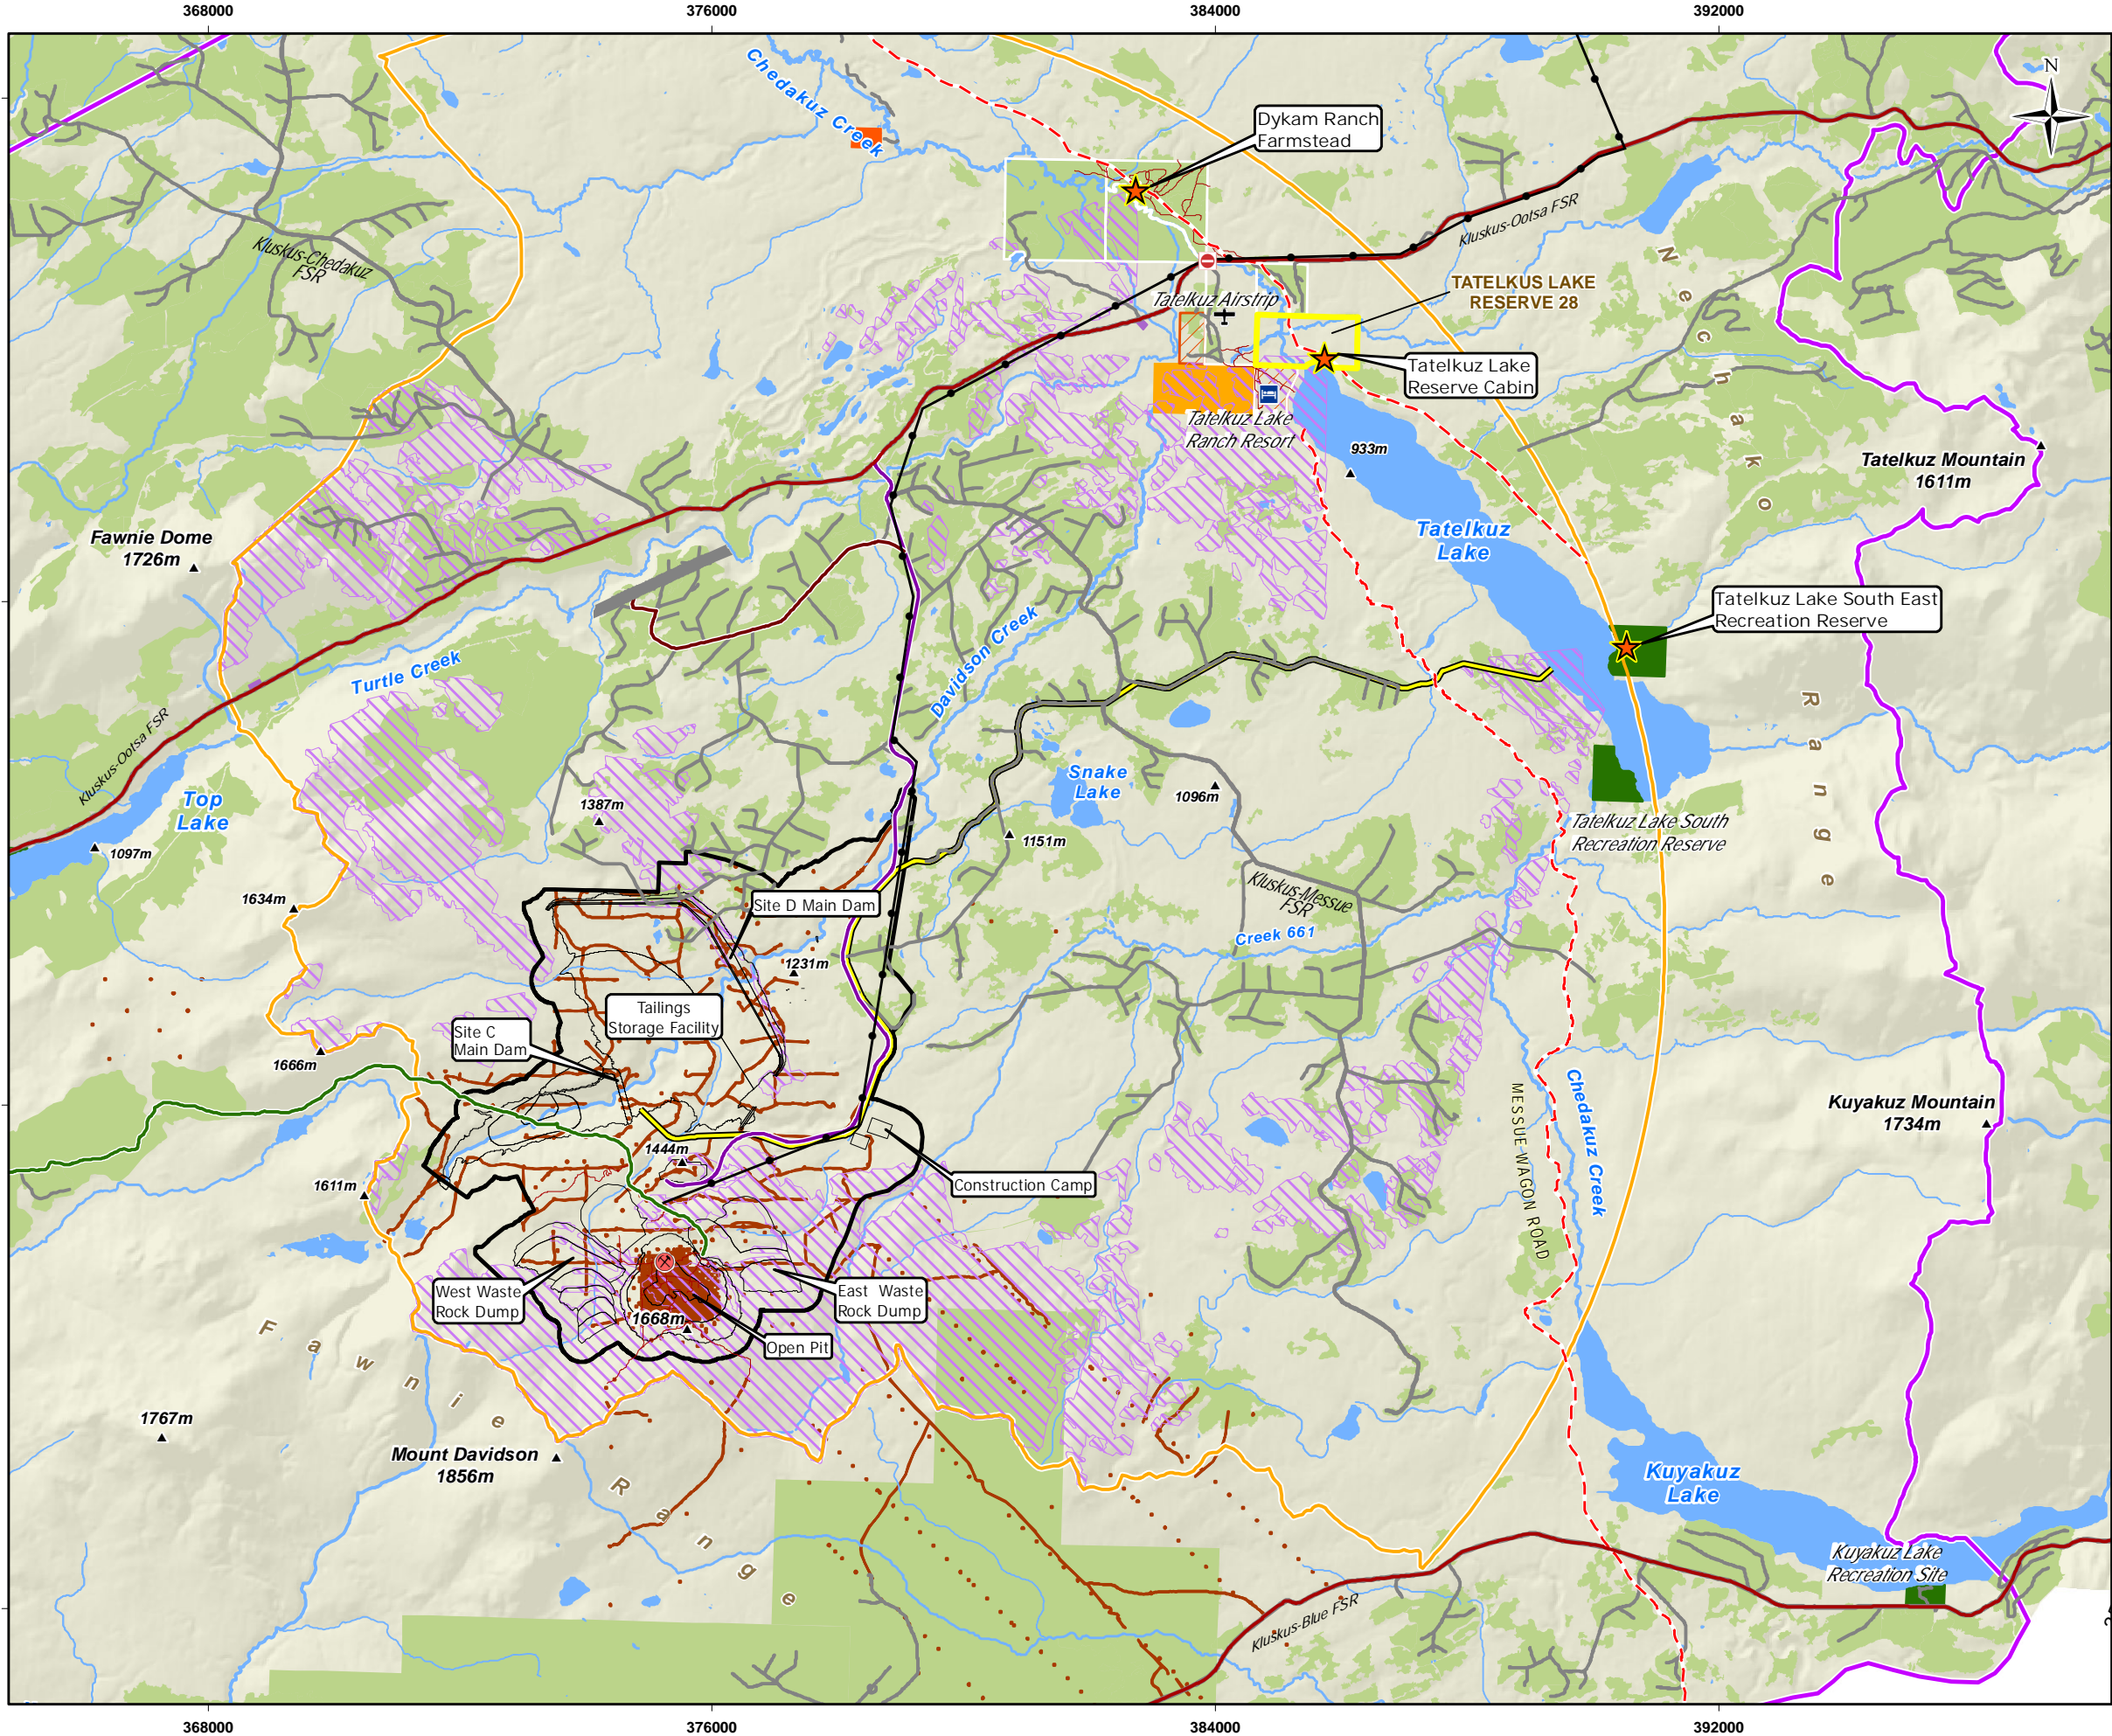 368000
376000
384000
392000
N
Chedakuz Creek
Dykam Ranch
Farmstead
Kluskus-Chedakuz
FSR
Kluskus-Ootsa FSR
Nechako
TATELKUS LAKE
RESERVE 28
Tatelkuz Airstrip
Tatelkuz Lake
Reserve Cabin
Tatelkuz Lake
Ranch Resort
933m
Tatelkuz Mountain
1611m
Fawnie Dome
1726m
Tatelkuz
Lake
Tatelkuz Lake South East
Recreation Reserve
Davidson Creek
Turtle Creek
Range
Kluskus-Ootsa FSR
Top
Lake
1097m
1387m
Snake
Lake
1096m
1151m
Tatelkuz Lake South
Recreation Reserve
1634m
Site D Main Dam
Kluskus-Messue
FSR
Creek 661
1231m
Tailings
Storage Facility
Site C
Main Dam
1666m
MESSUE WAGON ROAD
Chedakuz Creek
Kuyakuz Mountain
1734m
1444m
1611m
Construction Camp
West Waste
Rock Dump
East Waste
Rock Dump
1668m
Open Pit
Fawnie
Range
1767m
Mount Davidson
1856m
Kuyakuz
Lake
Kuyakuz Lake
Recreation Site
Kluskus-Blue FSR
368000
376000
384000
392000